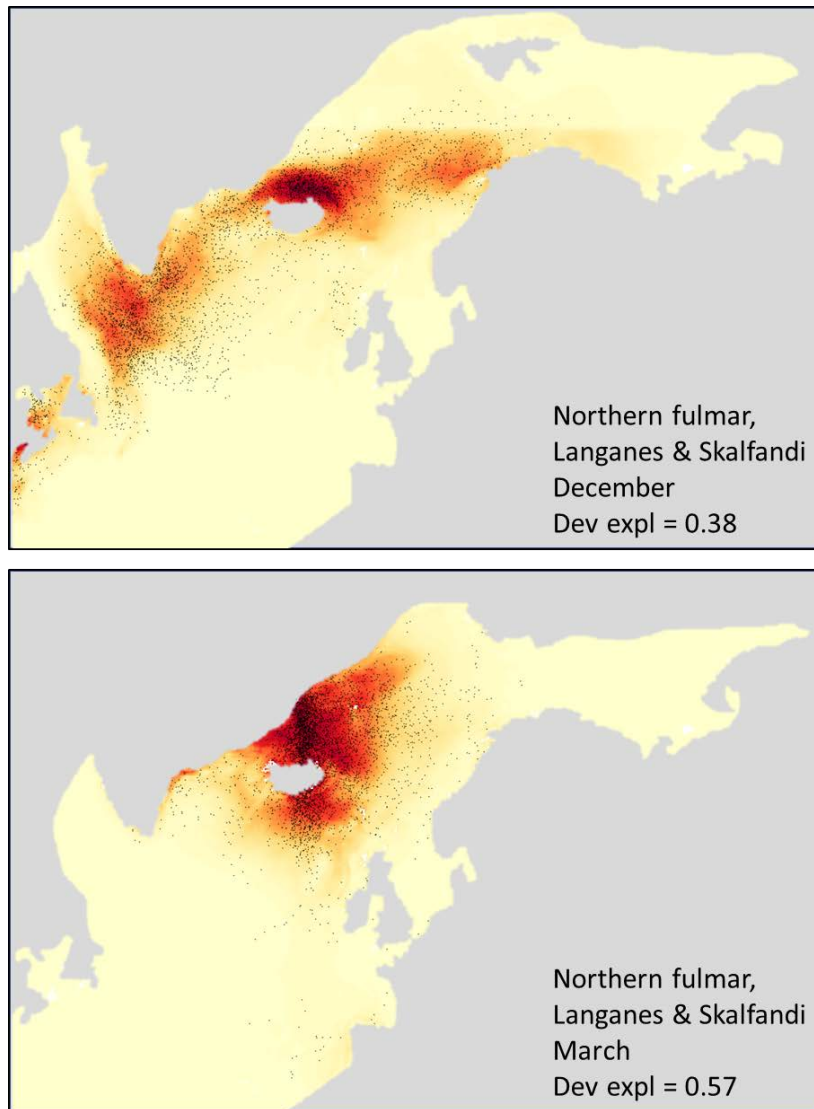 Northern fulmar,
Langanes & Skalfandi
December
Dev expl = 0.38
Northern fulmar,
Langanes & Skalfandi
March
Dev expl = 0.57